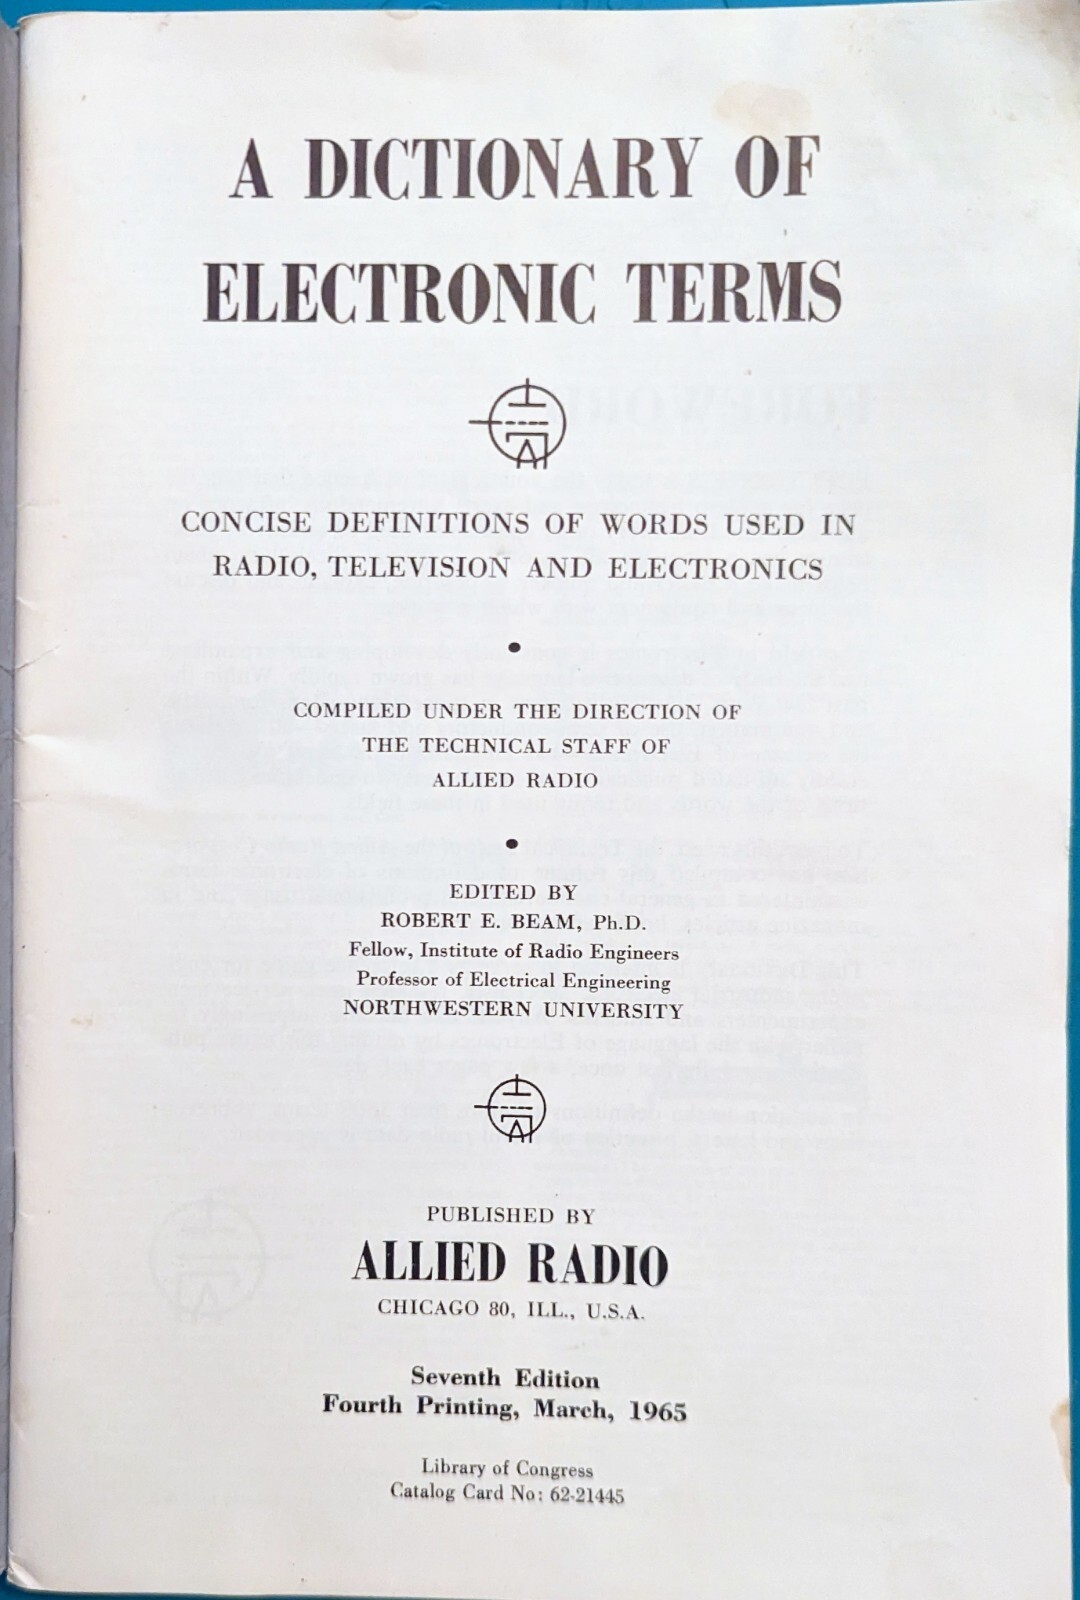 A DICTIONARY OF
ELECTRONIC TERMS
CONCISE DEFINITIONS OF WORDS USED IN
RADIO, TELEVISION AND ELECTRONICS
•
COMPILED UNDER THE DIRECTION OF
THE TECHNICAL STAFF OF
ALLIED RADIO
•
EDITED BY
ROBERT E. BEAM, Ph.D.
Fellow, Institute of Radio Engineers
Professor of Electrical Engineering
NORTHWESTERN UNIVERSITY
PUBLISHED BY
ALLIED RADIO
CHICAGO 80, ILL., U.S.A.
Seventh Edition
Fourth Printing, March, 1965
Library of Congress
Catalog Card No: 62-21445